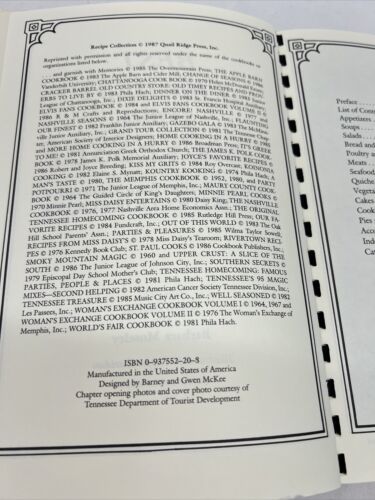 Recipe Collection © 1987 Quail Ridge Press, Inc.
Reprinted with permission and all rights reserved under the name of the cookbooks or
organizations listed below.
... and garnish with Memories © 1985 The Overmountain Press; THE APPLE BARN
COOKBOOK © 1983 The Apple Barn and Cider Mill; CHANGE OF SEASONS ©
Vanderbilt University; CHATTANOOGA COOK BOOK © 1970 Helen McDonald Exum;
CRACKER BARREL OLD COUNTRY STORE: OLD TIMEY RECIPES AND PROV-
ERBS TO LIVE BY © 1983 Phila Hach; DINNER ON THE DINER © 1983 Junior
League of Chattanooga, Inc.; DIXIE DELIGHTS © 1983 St. Francis Hospital Auxiliary;
ELVIS FANS COOKBOOK © 1984 and ELVIS FANS COOKBOOK VOLUME II ©
1986 R & M Crafts and Reproductions; ENCORE! NASHVILLE © 1977, and
NASHVILLE SEASONS © 1964 The Junior League of Nashville, Inc.;
OUR FINEST © 1982 Franklin Junior Auxiliary; GAZEBO GALA © 1983 The
ville Junior Auxiliary, Inc.; GRAND TOUR COLLECTION © 1981 The Tennessee Chap-
ter, American Society of Interior Designers; HOME COOKING IN A HURRY ©
and MORE HOME COOKING IN A HURRY © 1986 Broadman Press; IT'S GREEK
TO ME! © 1981 Annunciation Greek Orthodox Church; THE JAMES K. POLK COOK-
BOOK © 1978 James K. Polk Memorial Auxiliary; JOYCE'S FAVORITE RECIPES ©
1986 Robert and Joyce Breeding; KISS MY GRITS © 1984 Roy Overcast; KOINONIA
COOKING © 1982 Elaine S. Mynatt; KOUNTRY KOOKING © 1974 Phila Hach;
MAN'S TASTE © 1980, THE MEMPHIS COOKBOOK © 1952, and PARTY
POTPOURRI © 1971 The Junior League of Memphis, Inc.; MAURY COUNTY COOK-
BOOK © 1964 The Guided Circle of King's Daughters; MINNIE PEARL COOKS ©
1970 Minnie Pearl; MISS DAISY ENTERTAINS © 1980 Daisy King; THE NASHVILLE
COOKBOOK © 1976, 1977 Nashville Area Home Economics Assn.; THE ORIGINAL
TENNESSEE HOMECOMING COOKBOOK © 1985 Rutledge Hill Press; OUR FA-
VORITE RECIPES © 1984 Fundcraft, Inc.; OUT OF THIS WORLD © 1983 The Oak
Hill School Parents' Assn.; PARTIES & PLEASURES © 1985 Wilma Taylor Sowell;
RECIPES FROM MISS DAISY'S © 1978 Miss Daisy's Tearoom; RIVERTOWN RECI-
PES © 1976 Kennedy Book Club; ST. PAUL COOKS © 1986 Cookbook Publishers, Inc.;
SMOKY MOUNTAIN MAGIC © 1960 and UPPER CRUST: A SLICE OF THE
SOUTH © 1986 The Junior League of Johnson City, Inc.; SOUTHERN SECRETS ©
1979 Episcopal Day School Mother's Club; TENNESSEE HOMECOMING: FAMOUS
PARTIES, PEOPLE & PLACES © 1981 Phila Hach; TENNESSEE'S 95 MAGIC
MIXES—SECOND HELPING © 1982 American Cancer Society Tennessee Division, Inc.;
TENNESSEE TREASURE © 1985 Music City Art Co., Inc.; WELL SEASONED © 1982
Les Passees, Inc.; WOMAN'S EXCHANGE COOKBOOK VOLUME I © 1964, 1967 and
WOMAN'S EXCHANGE COOKBOOK VOLUME II © 1976 The Woman's Exchange of
Memphis, Inc.; WORLD'S FAIR COOKBOOK © 1981 Phila Hach.
ISBN 0-937552-20-8
Manufactured in the United States of America
Designed by Barney and Gwen McKee
Chapter opening photos and cover photo courtesy of
Tennessee Department of Tourist Development
Preface
List of Con
Appetizers
Soups
Salads
Bread and
Poultry a
Meats
Seafood
Quiche
Vegeta
Cakes
Cooki
Pies
Acco
Inde
Cat